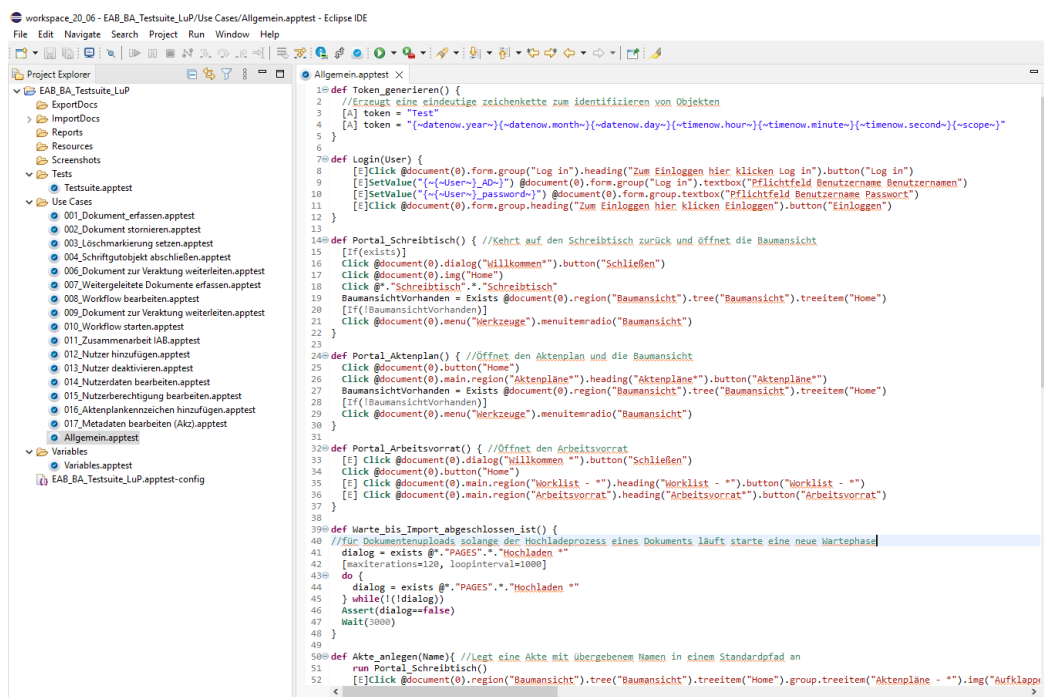 workspace_20_06 - EAB_BA_Testsuite_LuP/Use Cases/Allgemein.apptest - Eclipse IDE
File Edit Navigate Search Project Run Window Help
Project Explorer
EAB_BA_Testsuite_LuP
ExportDocs
ImportDocs
Reports
Resources
Screenshots
Tests
Testsuite.apptest
Use Cases
001_Dokument_erfassen.apptest
002_Dokument stornieren.apptest
003_Löschmarkierung setzen.apptest
004_Schriftgutobjekt abschließen.apptest
006_Dokument zur Veraktung weiterleiten.apptest
007_Weitergeleitete Dokumente erfassen.apptest
008_Workflow bearbeiten.apptest
009_Dokument zur Veraktung weiterleiten.apptest
010_Workflow starten.apptest
011_Zusammenarbeit IAB.apptest
012_Nutzer hinzufügen.apptest
013_Nutzer deaktivieren.apptest
014_Nutzerdaten bearbeiten.apptest
015_Nutzerberechtigung bearbeiten.apptest
016_Aktenplankennzeichen hinzufügen.apptest
017_Metadaten bearbeiten (Akz).apptest
Allgemein.apptest
Variables
Variables.apptest
EAB_BA_Testsuite_LuP.apptest-config
Allgemein.apptest
1 def Token_generieren() {
2 //Erzeugt eine eindeutige zeichenkette zum identifizieren von Objekten
3 [A] token = "Test"
4 [A] token = "{~datenow.year~}{~datenow.month~}{~datenow.day~}{~timenow.hour~}{~timenow.minute~}{~timenow.second~}{~scope~}"
5 }
6
7 def Login(User) {
8 [E]Click @document(0).form.group("Log in").heading("Zum Einloggen hier klicken Log in").button("Log in")
9 [E]SetValue("{~{~User~}_AD~}") @document(0).form.group("Log in").textbox("Pflichtfeld Benutzername Benutzernamen")
10 [E]SetValue("{~{~User~}_password~}") @document(0).form.group.textbox("Pflichtfeld Benutzername Passwort")
11 [E]Click @document(0).form.group.heading("Zum Einloggen hier klicken Einloggen").button("Einloggen")
12 }
13
14 def Portal_Schreibtisch() { //Kehrt auf den Schreibtisch zurück und öffnet die Baumansicht
15 [If(exists)]
16 Click @document(0).dialog("Willkommen*").button("Schließen")
17 Click @document(0).img("Home")
18 Click @*."Schreibtisch".*."Schreibtisch"
19 BaumansichtVorhanden = Exists @document(0).region("Baumansicht").tree("Baumansicht").treeitem("Home")
20 [If(!BaumansichtVorhanden)]
21 Click @document(0).menu("Werkzeuge").menuitemradio("Baumansicht")
22 }
23
24 def Portal_Aktenplan() { //Öffnet den Aktenplan und die Baumansicht
25 Click @document(0).button("Home")
26 Click @document(0).main.region("Aktenpläne*").heading("Aktenpläne*").button("Aktenpläne*")
27 BaumansichtVorhanden = Exists @document(0).region("Baumansicht").tree("Baumansicht").treeitem("Home")
28 [If(!BaumansichtVorhanden)]
29 Click @document(0).menu("Werkzeuge").menuitemradio("Baumansicht")
30 }
31
32 def Portal_Arbeitsvorrat() { //Öffnet den Arbeitsvorrat
33 [E] Click @document(0).dialog("Willkommen *").button("Schließen")
34 Click @document(0).button("Home")
35 [E] Click @document(0).main.region("Worklist - *").heading("Worklist - *").button("Worklist - *")
36 [E] Click @document(0).main.region("Arbeitsvorrat").heading("Arbeitsvorrat*").button("Arbeitsvorrat")
37 }
38
39 def Warte_bis_Import_abgeschlossen_ist() {
40 //für Dokumentenuploads solange der Hochladeprozess eines Dokuments läuft starte eine neue Wartephase
41 dialog = exists @*."PAGES".*."Hochladen *"
42 [maxiterations=120, loopinterval=1000]
43 do {
44 dialog = exists @*."PAGES".*."Hochladen *"
45 } while(!(!dialog))
46 Assert(dialog==false)
47 Wait(3000)
48 }
49
50 def Akte_anlegen(Name){ //Legt eine Akte mit übergebenem Namen in einem Standardpfad an
51 run Portal_Schreibtisch()
52 [E]Click @document(0).region("Baumansicht").tree("Baumansicht").treeitem("Home").group.treeitem("Aktenpläne - *").img("Aufklappe